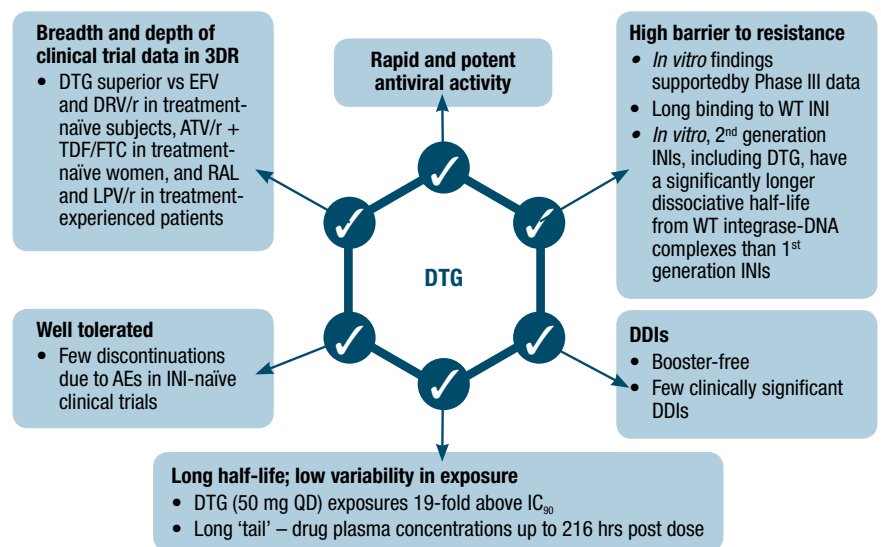 Breadth and depth of
clinical trial data in 3DR
• DTG superior vs EFV
and DRV/r in treatment-
naïve subjects, ATV/r +
TDF/FTC in treatment-
naïve women, and RAL
and LPV/r in treatment-
experienced patients
Rapid and potent
antiviral activity
High barrier to resistance
• In vitro findings
supportedby Phase III data
• Long binding to WT INI
• In vitro, 2nd generation
INIs, including DTG, have
a significantly longer
dissociative half-life
from WT integrase-DNA
complexes than 1st
generation INIs
DTG
Well tolerated
• Few discontinuations
due to AEs in INI-naïve
clinical trials
DDIs
• Booster-free
• Few clinically significant
DDIs
Long half-life; low variability in exposure
• DTG (50 mg QD) exposures 19-fold above IC90
• Long ‘tail’ – drug plasma concentrations up to 216 hrs post dose